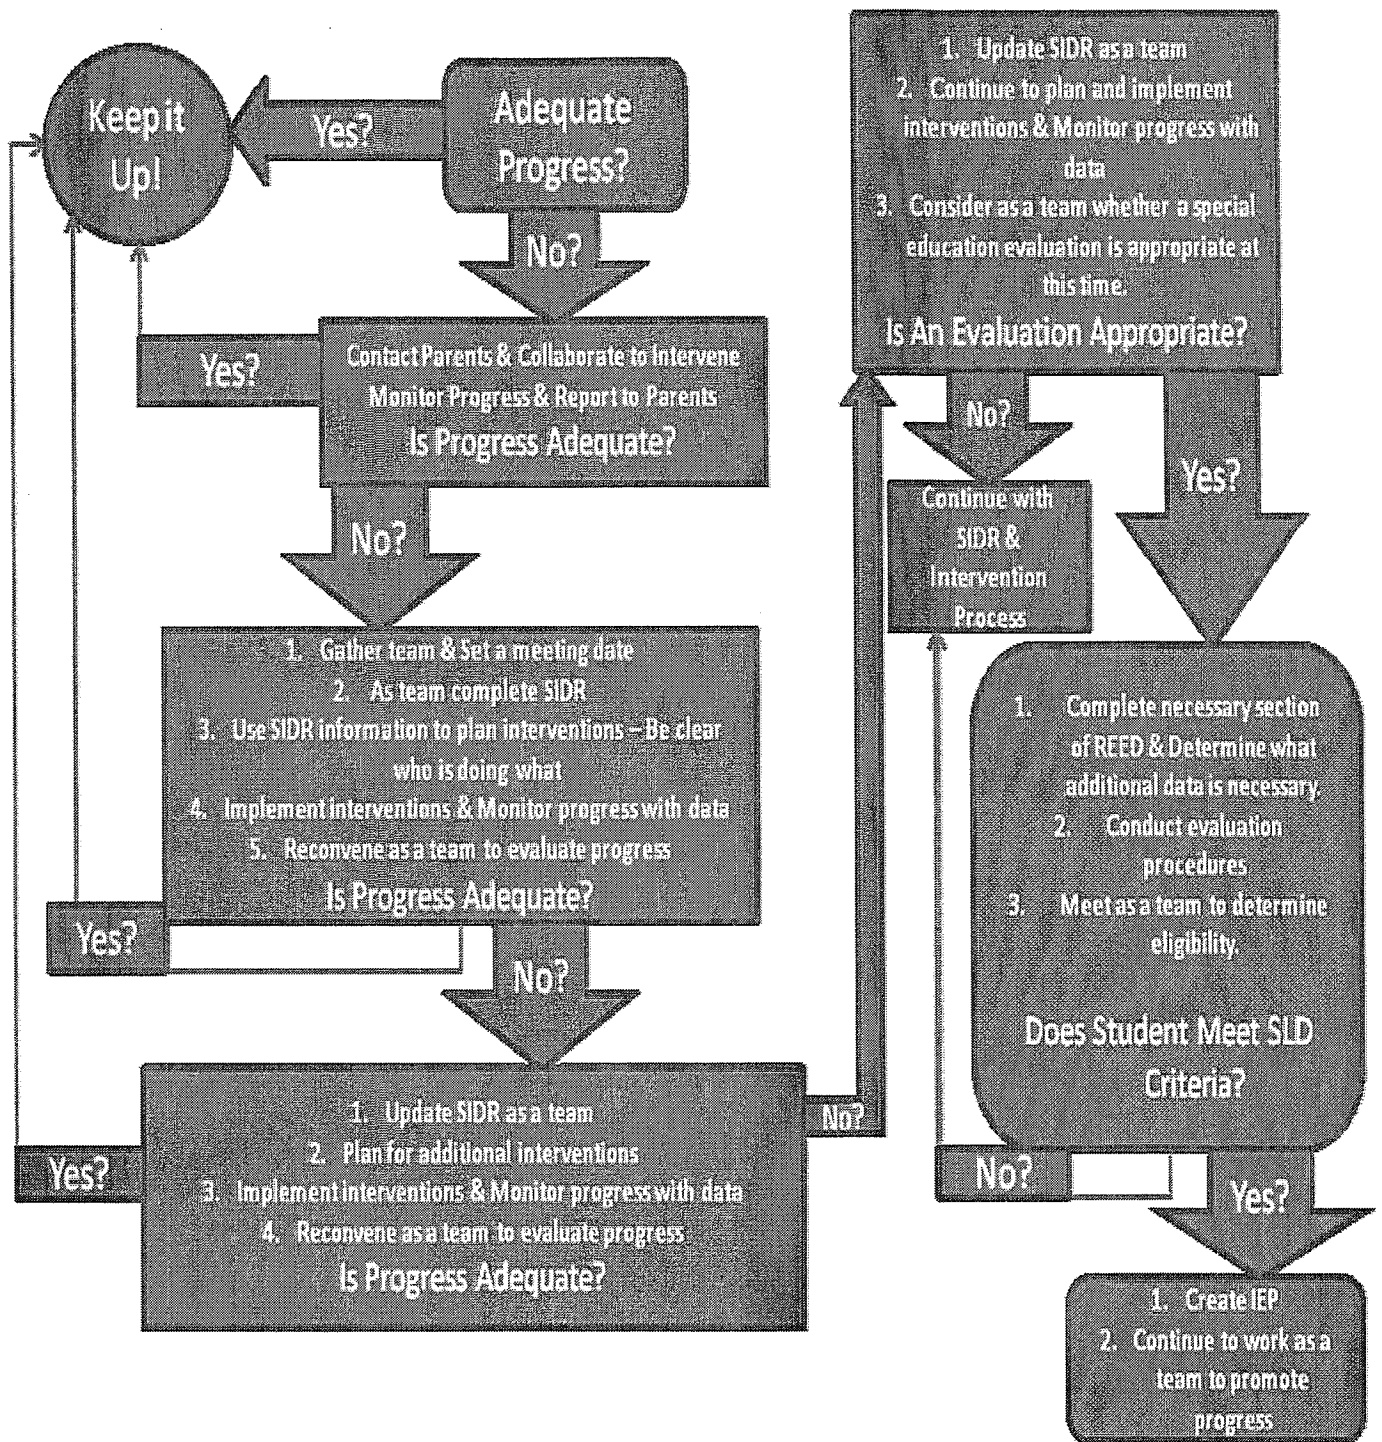 Keep it
Up!
Yes?
Adequate
Progress?
No?
Yes?
Contact Parents & Collaborate to Intervene
Monitor Progress & Report to Parents
Is Progress Adequate?
No?
1. Gather team & Set a meeting date
2. As team complete SIDR
3. Use SIDR information to plan interventions – Be clear
who is doing what
4. Implement interventions & Monitor progress with data
5. Reconvene as a team to evaluate progress
Is Progress Adequate?
Yes?
No?
1. Update SIDR as a team
2. Plan for additional interventions
3. Implement interventions & Monitor progress with data
4. Reconvene as a team to evaluate progress
Is Progress Adequate?
Yes?
No?
1. Update SIDR as a team
2. Continue to plan and implement
interventions & Monitor progress with
data
3. Consider as a team whether a special
education evaluation is appropriate at
this time.
Is An Evaluation Appropriate?
No?
Yes?
Continue with
SIDR &
Intervention
Process
1. Complete necessary section
of REED & Determine what
additional data is necessary.
2. Conduct evaluation
procedures
3. Meet as a team to determine
eligibility.
Does Student Meet SLD
Criteria?
No?
Yes?
1. Create IEP
2. Continue to work as a
team to promote
progress